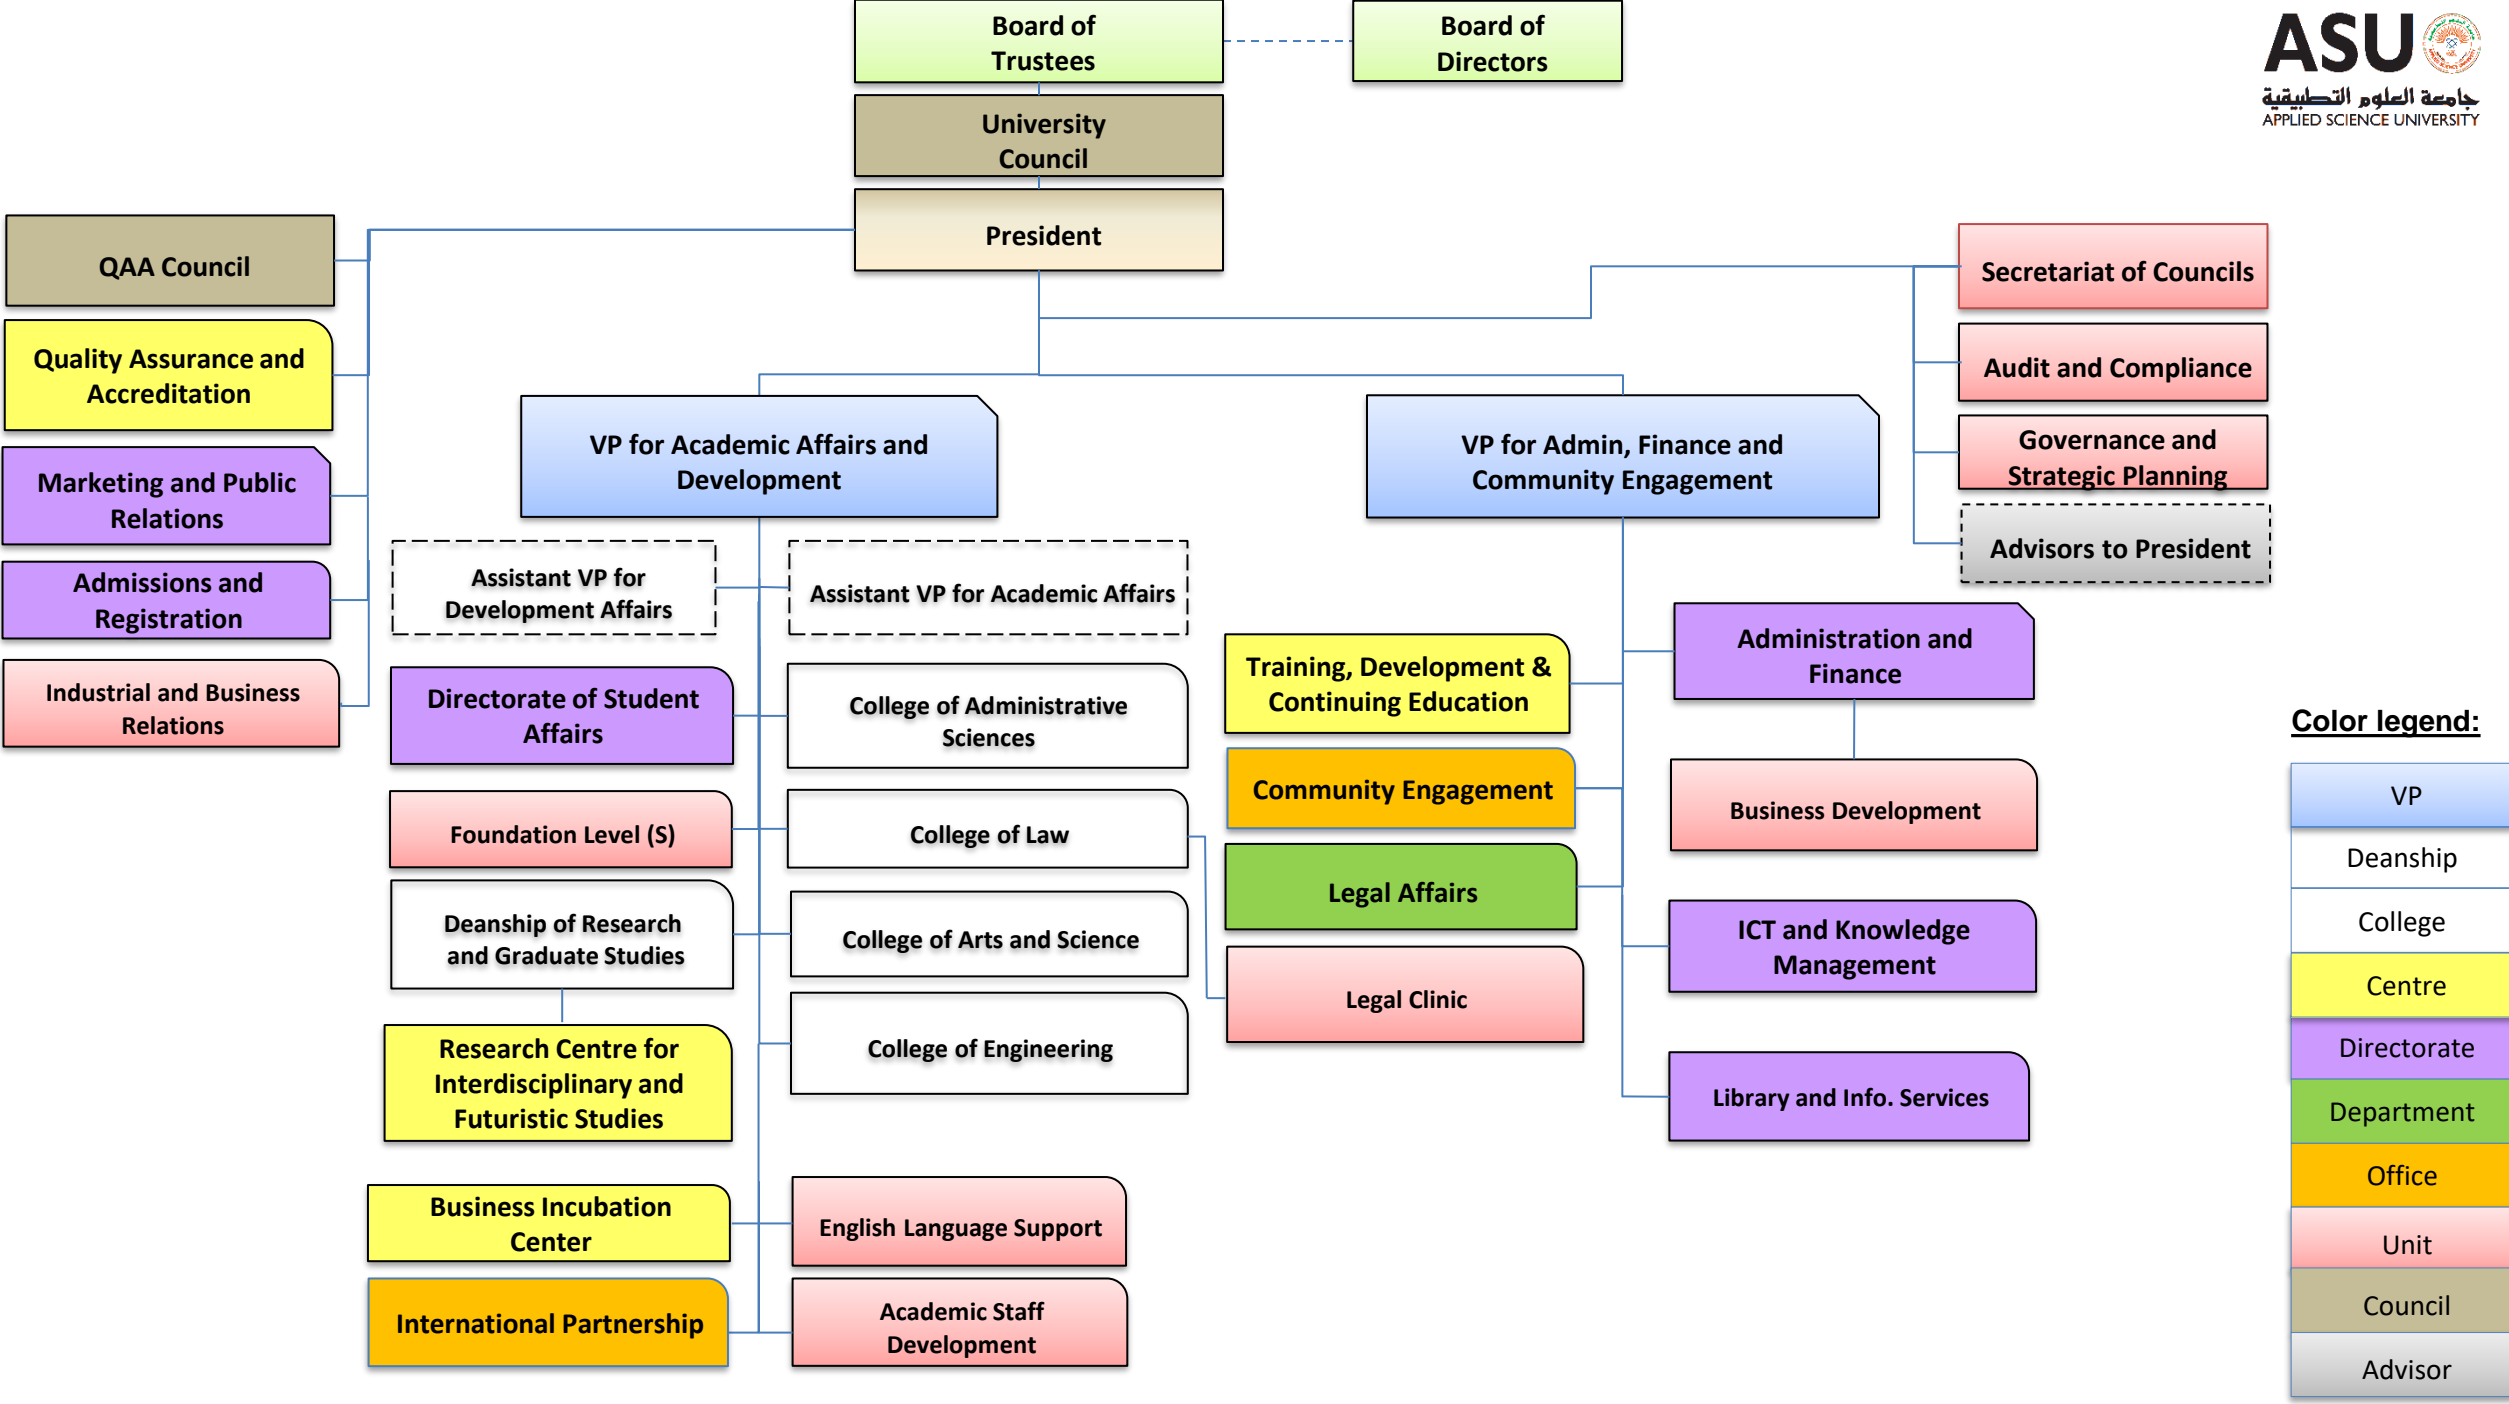 Board of
Trustees
Board of
Directors
ASU
جامعة العلوم التطبيقية
APPLIED SCIENCE UNIVERSITY
University
Council
President
QAA Council
Quality Assurance and
Accreditation
Marketing and Public
Relations
Admissions and
Registration
Industrial and Business
Relations
Secretariat of Councils
Audit and Compliance
Governance and
Strategic Planning
Advisors to President
VP for Academic Affairs and
Development
VP for Admin, Finance and
Community Engagement
Assistant VP for
Development Affairs
Assistant VP for Academic Affairs
Directorate of Student
Affairs
College of Administrative
Sciences
Foundation Level (S)
College of Law
Deanship of Research
and Graduate Studies
College of Arts and Science
Research Centre for
Interdisciplinary and
Futuristic Studies
College of Engineering
Business Incubation
Center
English Language Support
International Partnership
Academic Staff
Development
Training, Development &
Continuing Education
Community Engagement
Legal Affairs
Legal Clinic
Administration and
Finance
Business Development
ICT and Knowledge
Management
Library and Info. Services
Color legend:
VP
Deanship
College
Centre
Directorate
Department
Office
Unit
Council
Advisor